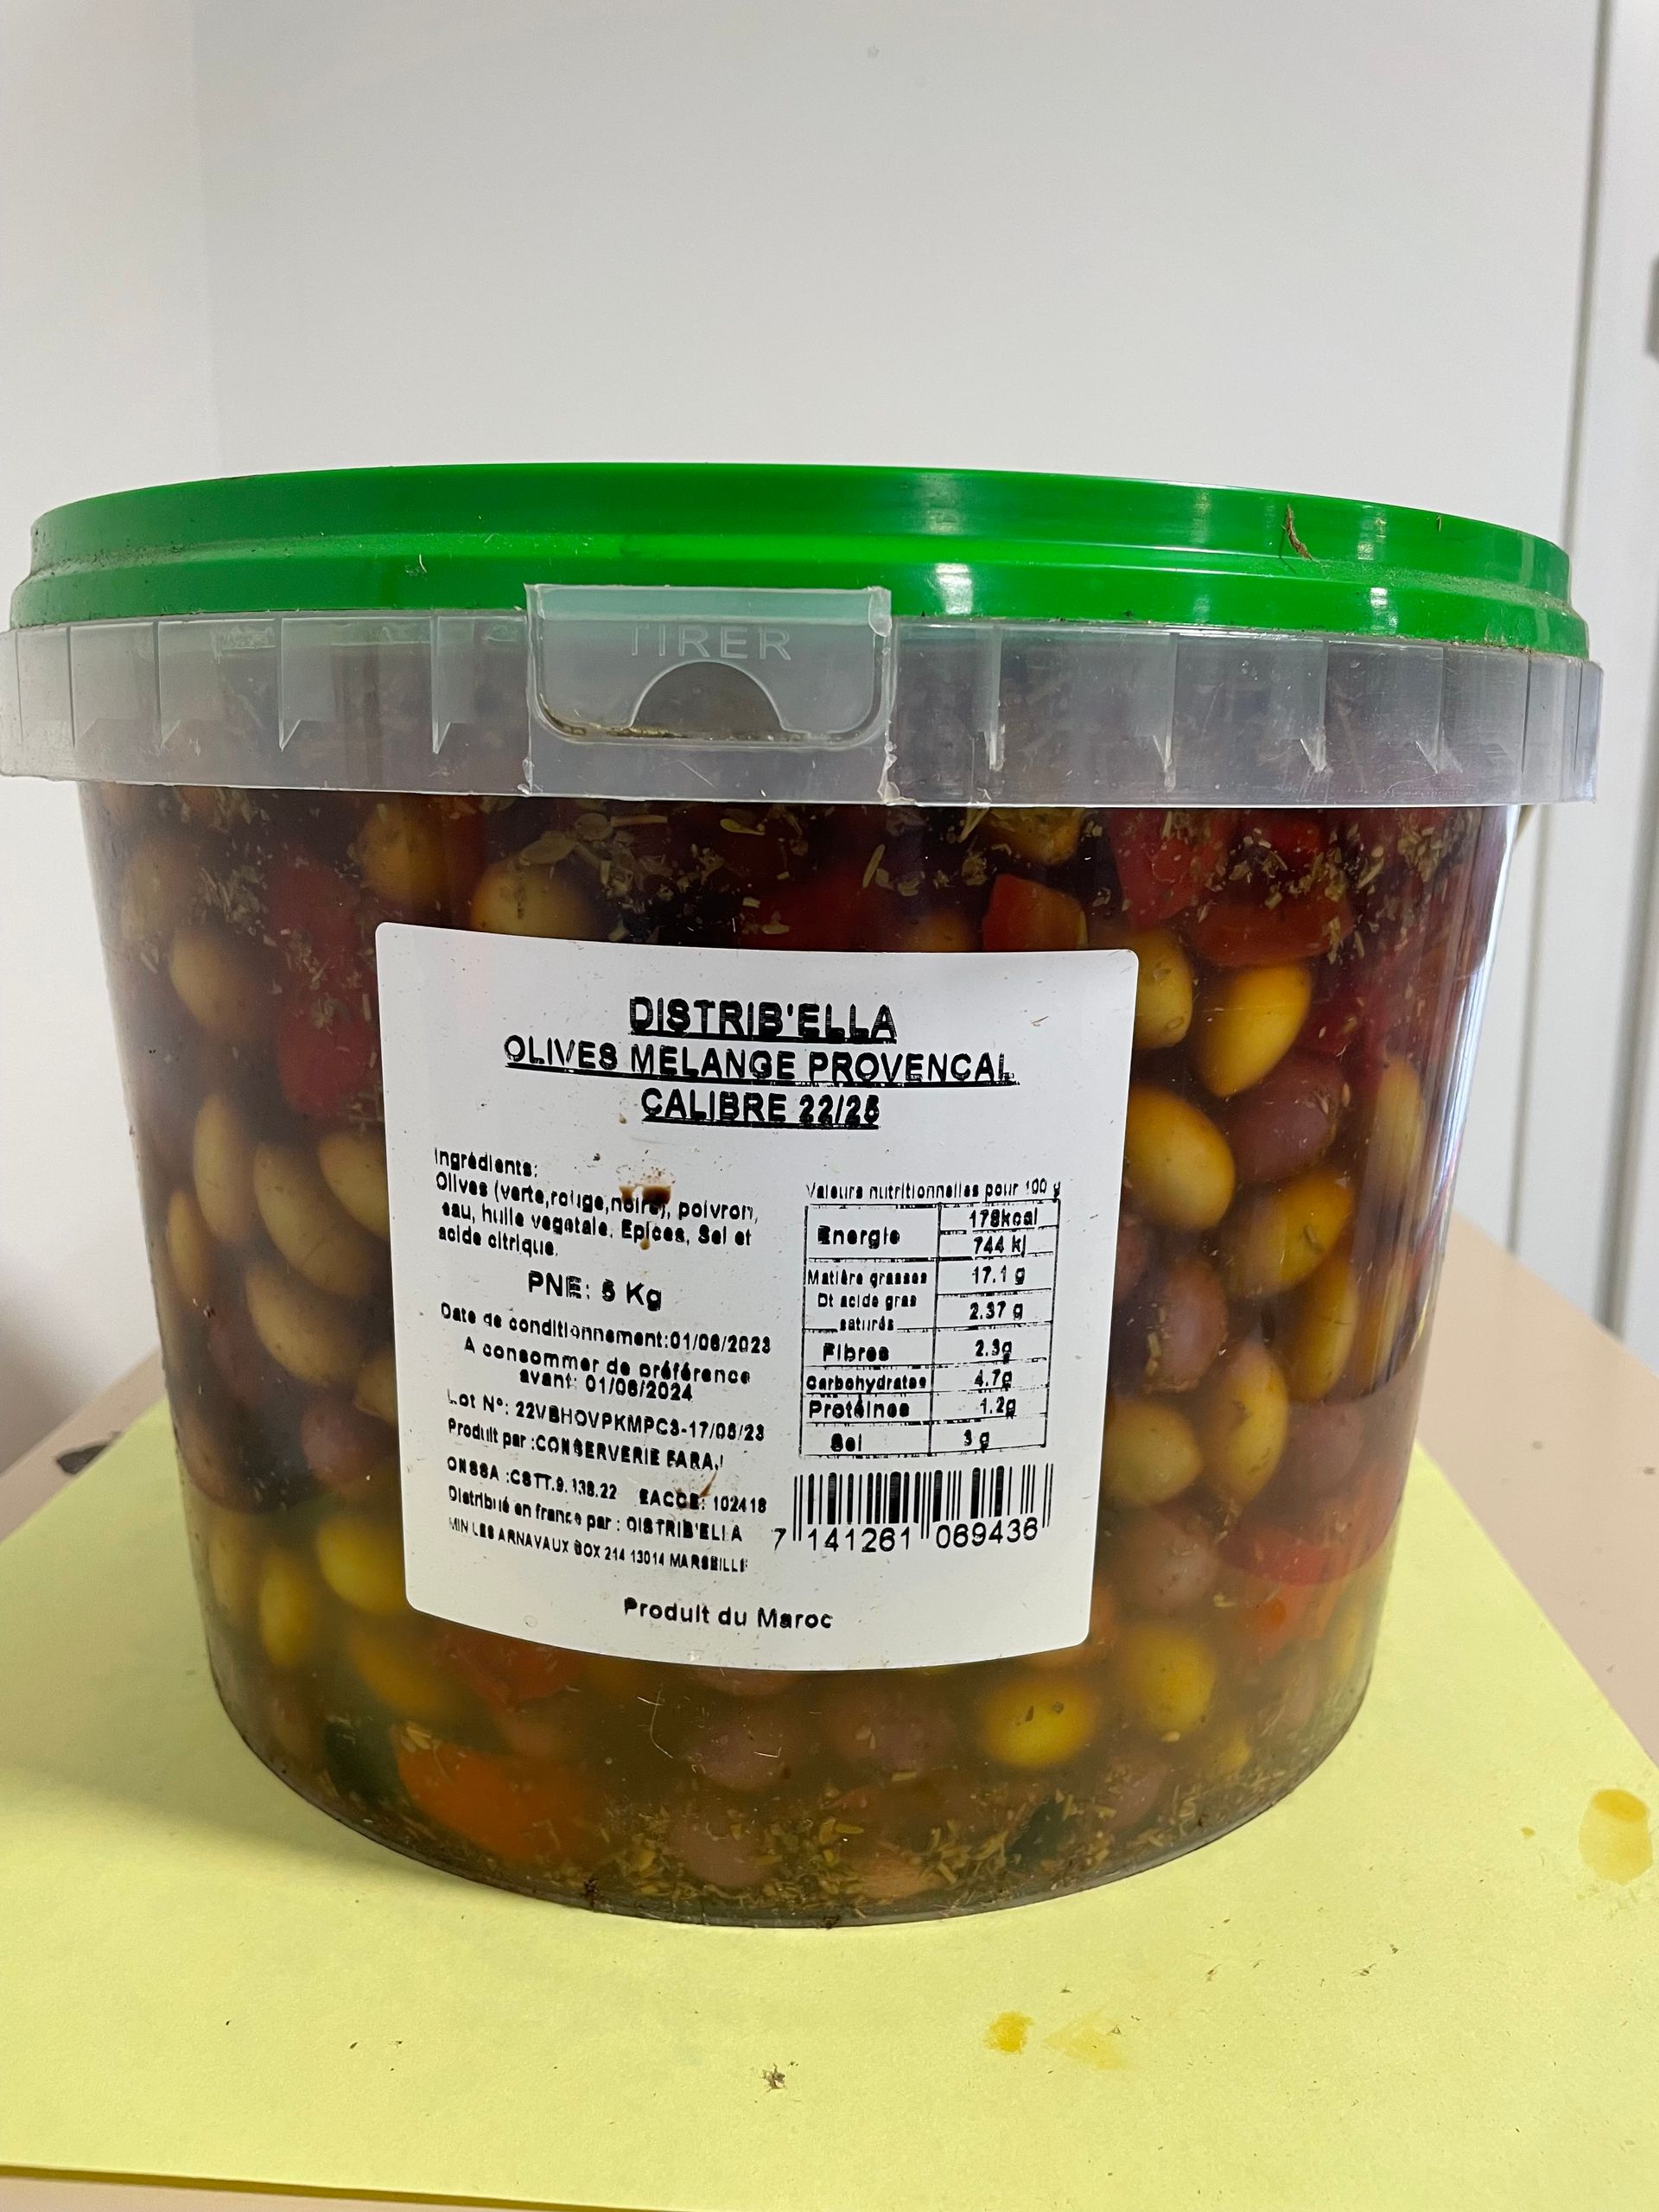 TIRER
DISTRIB'ELLA
OLIVES MELANGE PROVENCAL
CALIBRE 22/25
Ingrédients:
Olives (verte,rouge,noire), poivron,
eau, huile vegetale. Epices, Sel et
acide citrique.
PNE: 5 Kg
Date de conditionnement:01/06/2023
A consommer de préférence
avant: 01/06/2024
Lot N°: 22VBHOVPKMPC3-17/05/23
Produit par :CONSERVERIE FARAJ
ONSSA :CSTT.9.138.22 EACCE: 102418
Distribué en france par : DISTRIB'ELLA
MIN LES ARNAVAUX BOX 214 13014 MARSEILLE
Valeurs nutritionnelles pour 100 g
Energie 178kcal
744 kj
Matière grasses 17.1 g
Dt acide gras
saturés 2.37 g
Fibres 2.3g
Carbohydrates 4.7g
Protéines 1.2g
Sel 3 g
7 141261 069436
Produit du Maroc